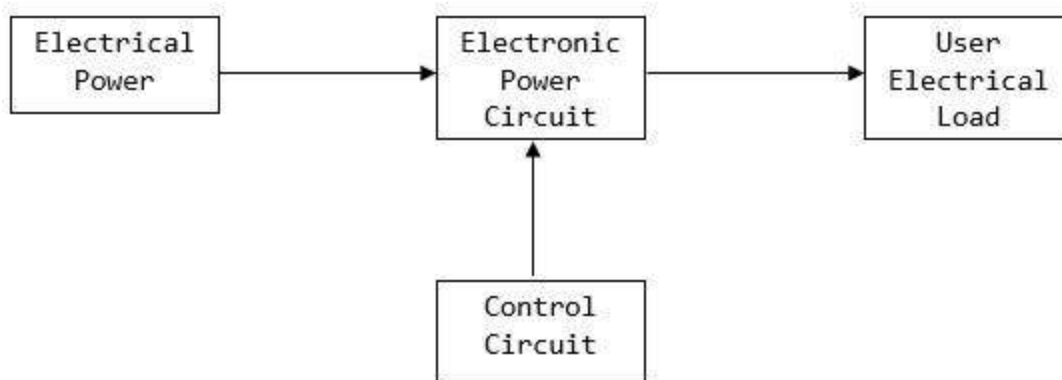 Electrical
Power
Electronic
Power
Circuit
User
Electrical
Load
Control
Circuit